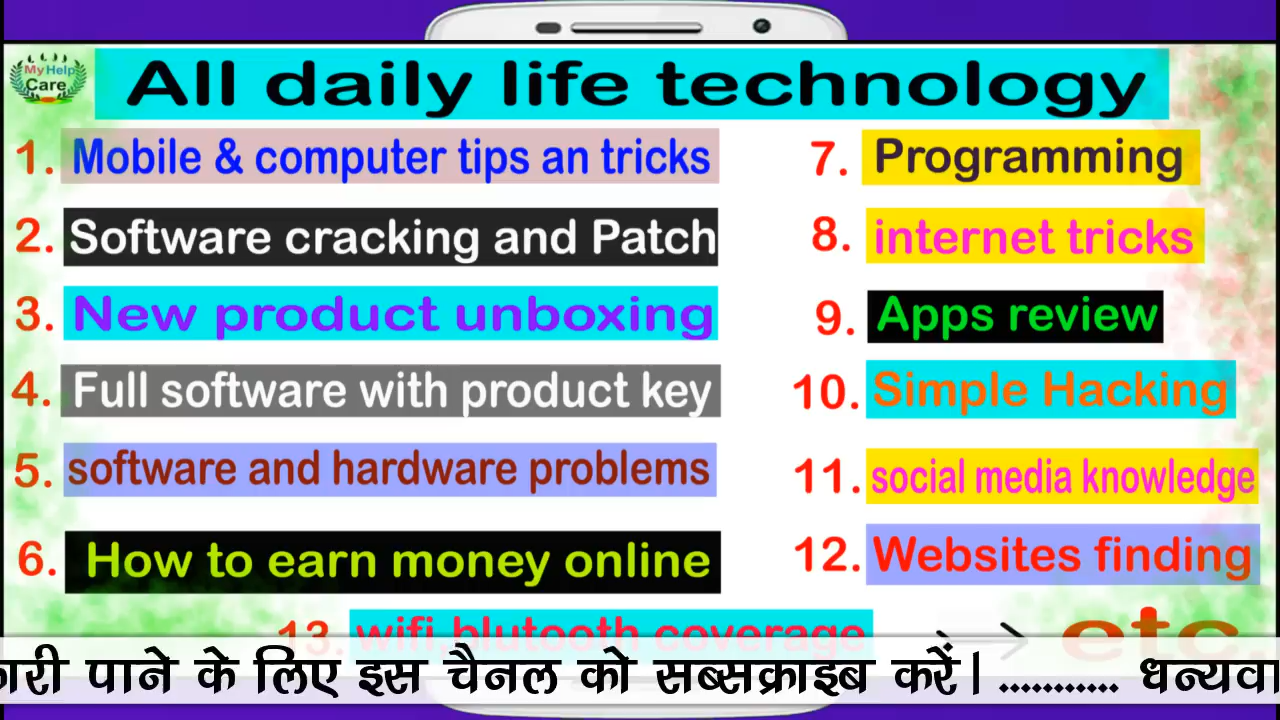 My Help
Care
All daily life technology
1. Mobile & computer tips an tricks
2. Software cracking and Patch
3. New product unboxing
4. Full software with product key
5. software and hardware problems
6. How to earn money online
7. Programming
8. internet tricks
9. Apps review
10. Simple Hacking
11. social media knowledge
12. Websites finding
13. wifi,blutooth coverage
etc.
पाने के लिए इस चैनल को सब्सक्राइब करें। ...........